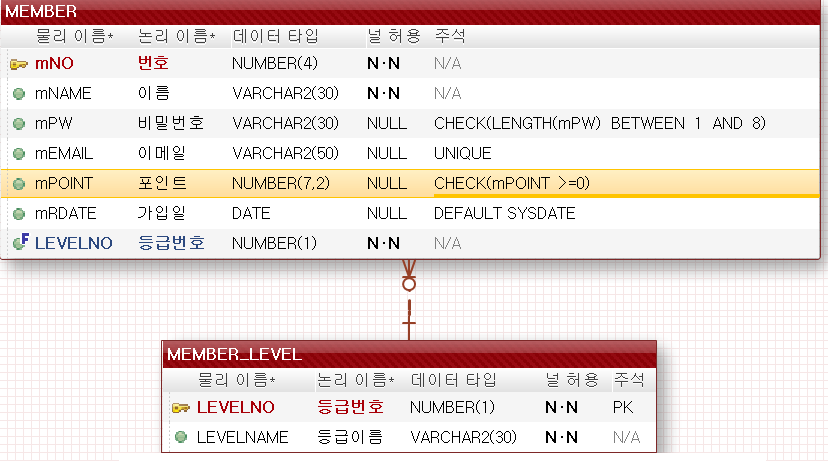 MEMBER
물리 이름* 논리 이름* 데이터 타입 널 허용 주석
mNO 번호 NUMBER(4) N·N N/A
mNAME 이름 VARCHAR2(30) N·N N/A
mPW 비밀번호 VARCHAR2(30) NULL CHECK(LENGTH(mPW) BETWEEN 1 AND 8)
mEMAIL 이메일 VARCHAR2(50) NULL UNIQUE
mPOINT 포인트 NUMBER(7,2) NULL CHECK(mPOINT >=0)
mRDATE 가입일 DATE NULL DEFAULT SYSDATE
F LEVELNO 등급번호 NUMBER(1) N·N N/A
MEMBER_LEVEL
물리 이름* 논리 이름* 데이터 타입 널 허용 주석
LEVELNO 등급번호 NUMBER(1) N·N PK
LEVELNAME 등급이름 VARCHAR2(30) N·N N/A